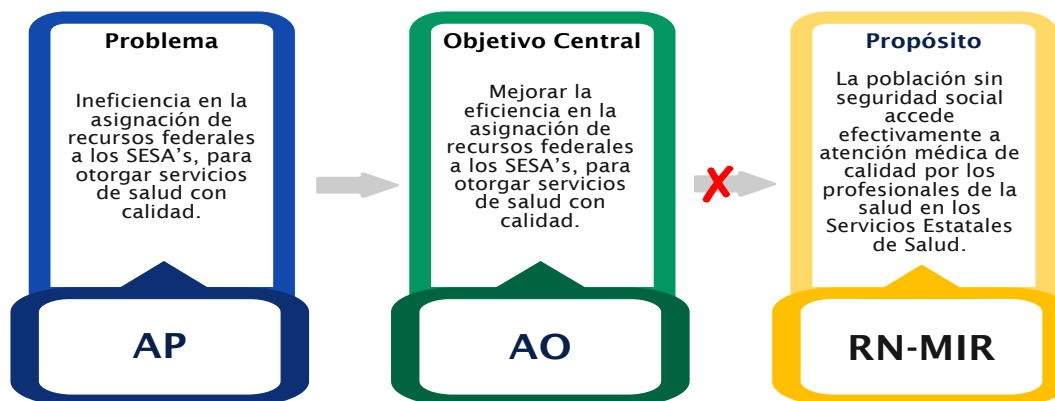 Problema
Ineficiencia en la
asignación de
recursos federales
a los SESA's, para
otorgar servicios
de salud con
calidad.
AP
Objetivo Central
Mejorar la
eficiencia en la
asignación de
recursos federales
a los SESA's, para
otorgar servicios
de salud con
calidad.
AO
Propósito
La población sin
seguridad social
accede
efectivamente a
atención médica de
calidad por los
profesionales de la
salud en los
Servicios Estatales
de Salud.
RN-MIR